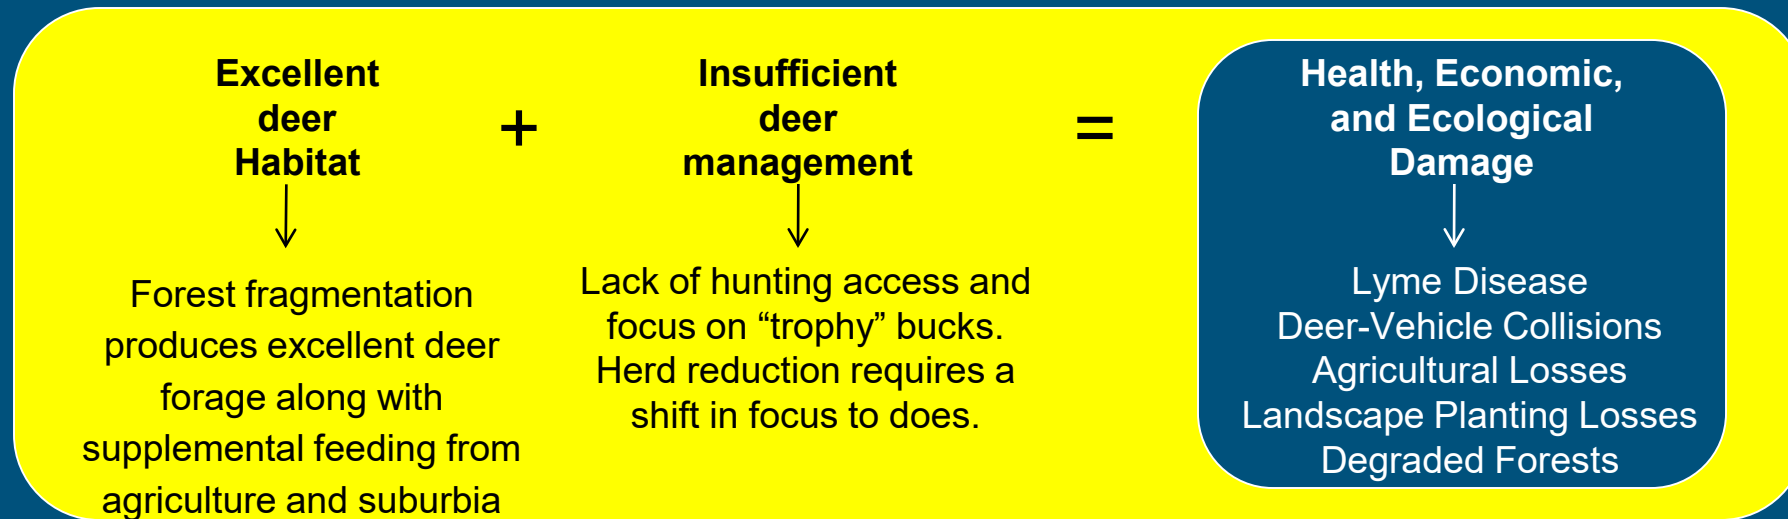 Excellent
deer
Habitat
+
Insufficient
deer
management
=
Health, Economic,
and Ecological
Damage
Forest fragmentation
produces excellent deer
forage along with
supplemental feeding from
agriculture and suburbia
Lack of hunting access and
focus on “trophy” bucks.
Herd reduction requires a
shift in focus to does.
Lyme Disease
Deer-Vehicle Collisions
Agricultural Losses
Landscape Planting Losses
Degraded Forests